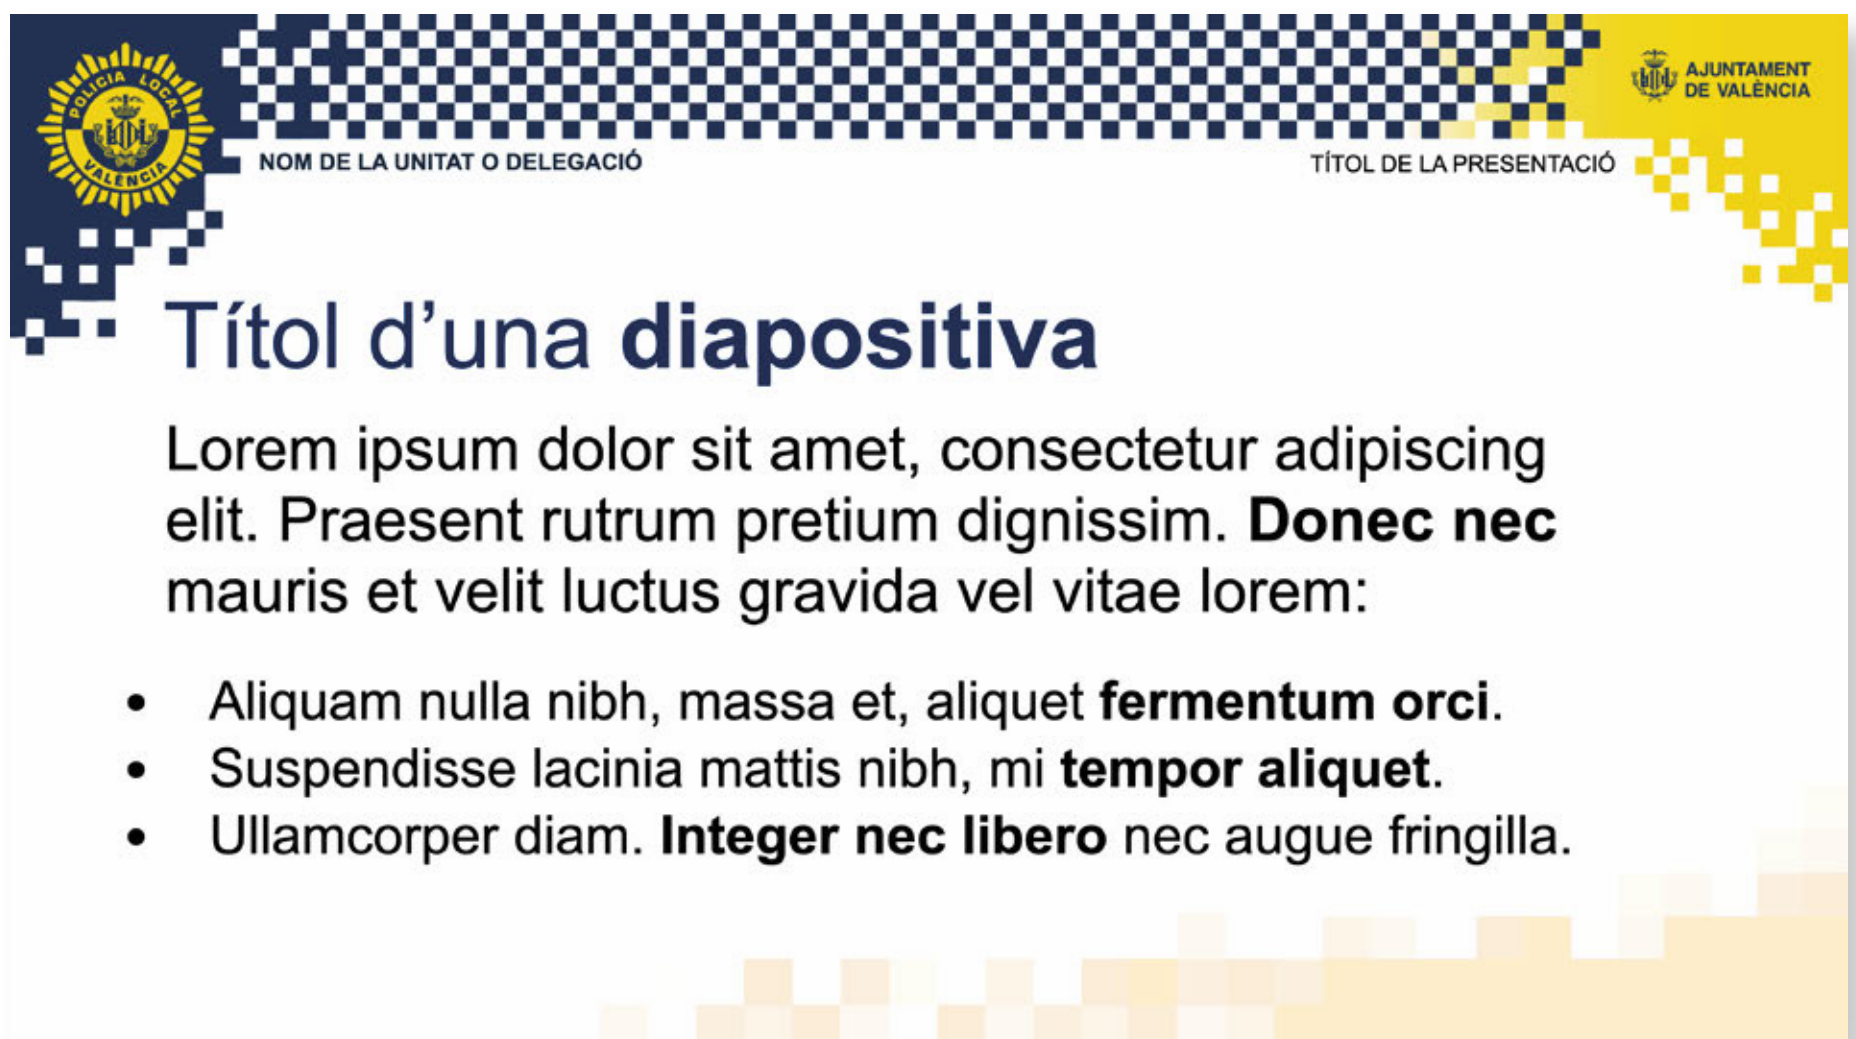 POLICIA LOCAL
VALÈNCIA
AJUNTAMENT
DE VALÈNCIA
NOM DE LA UNITAT O DELEGACIÓ
TÍTOL DE LA PRESENTACIÓ
Títol d’una diapositiva
Lorem ipsum dolor sit amet, consectetur adipiscing
elit. Praesent rutrum pretium dignissim. Donec nec
mauris et velit luctus gravida vel vitae lorem:
• Aliquam nulla nibh, massa et, aliquet fermentum orci.
• Suspendisse lacinia mattis nibh, mi tempor aliquet.
• Ullamcorper diam. Integer nec libero nec augue fringilla.